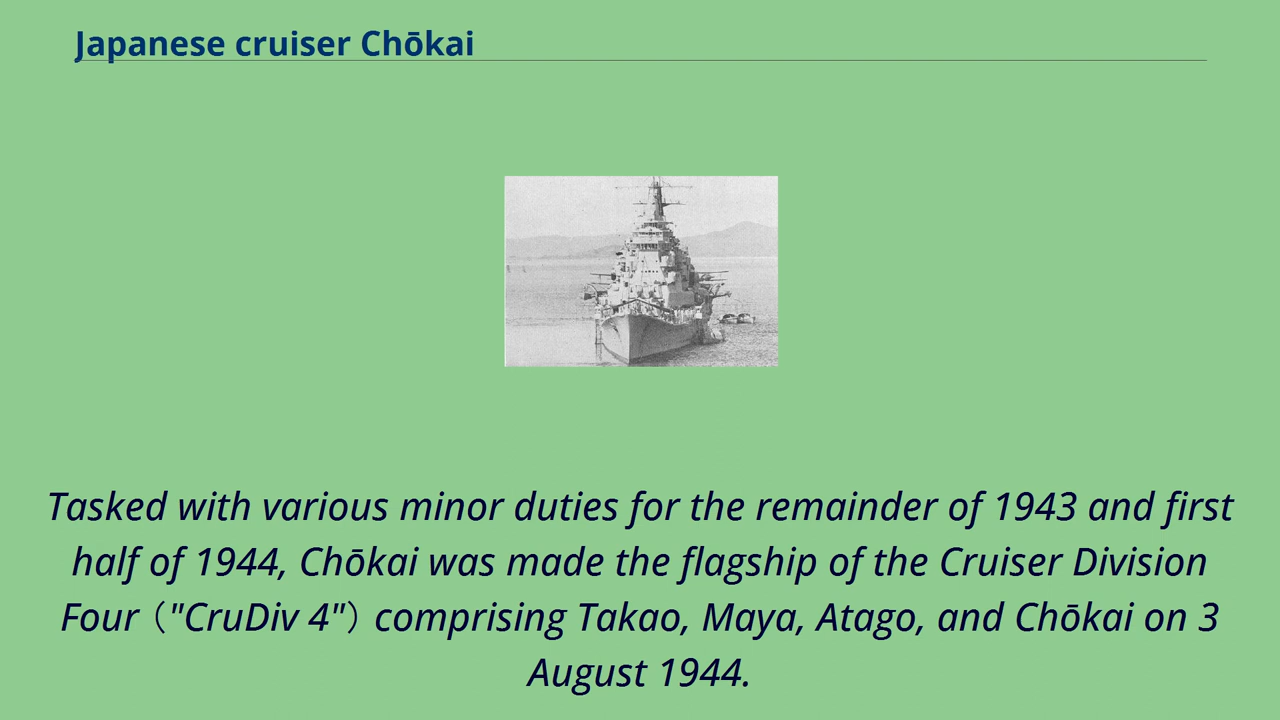 Japanese cruiser Chōkai
Tasked with various minor duties for the remainder of 1943 and first
half of 1944, Chōkai was made the flagship of the Cruiser Division
Four（"CruDiv 4"）comprising Takao, Maya, Atago, and Chōkai on 3
August 1944.